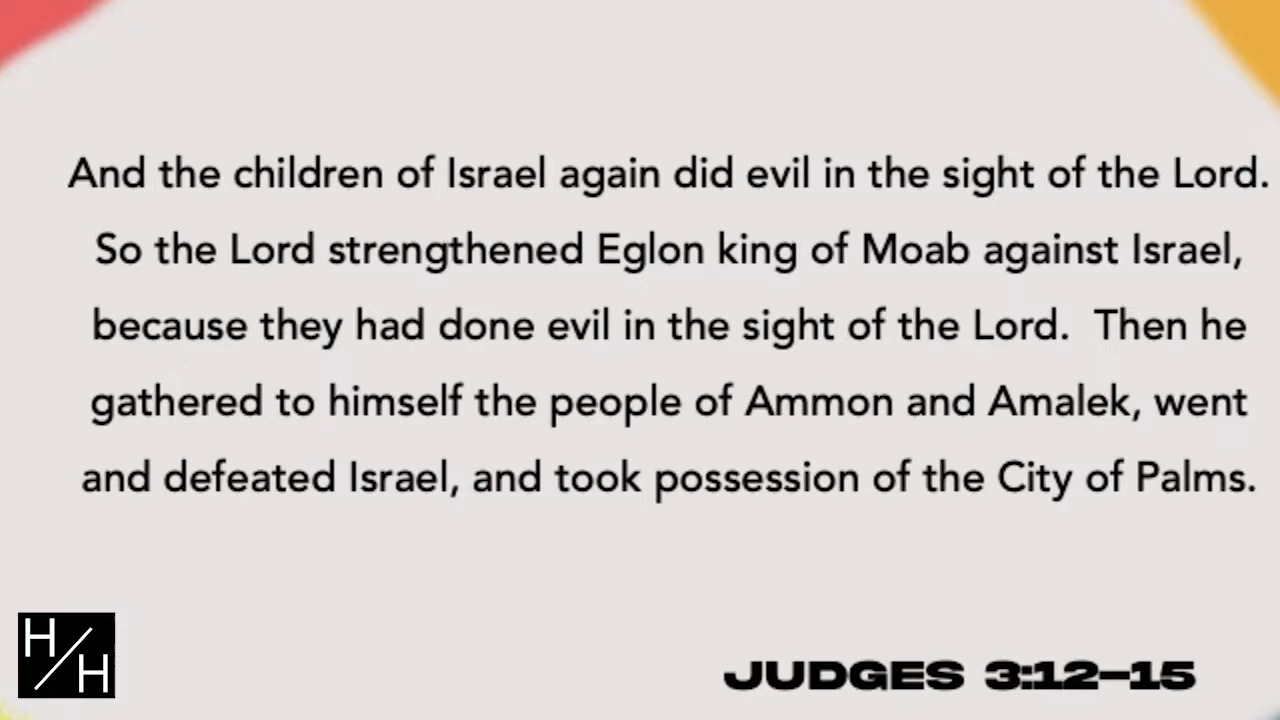 And the children of Israel again did evil in the sight of the Lord.
So the Lord strengthened Eglon king of Moab against Israel,
because they had done evil in the sight of the Lord.  Then he
gathered to himself the people of Ammon and Amalek, went
and defeated Israel, and took possession of the City of Palms.
H/H
JUDGES 3:12–15